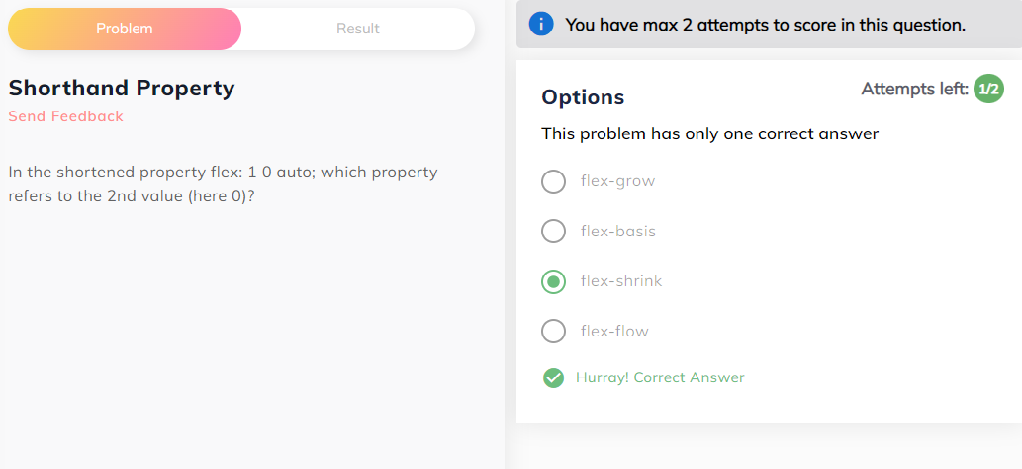 Problem
Result
Shorthand Property
Send Feedback
In the shortened property flex: 1 0 auto; which property
refers to the 2nd value (here 0)?
You have max 2 attempts to score in this question.
Options
Attempts left: 1/2
This problem has only one correct answer
flex-grow
flex-basis
flex-shrink
flex-flow
Hurray! Correct Answer